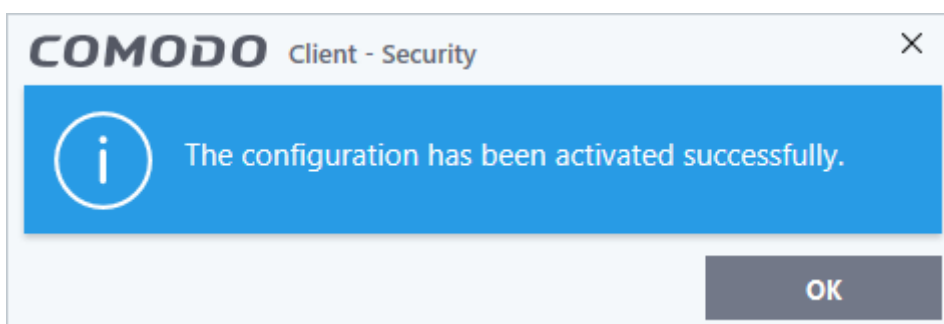 COMODO Client - Security
The configuration has been activated successfully.
OK